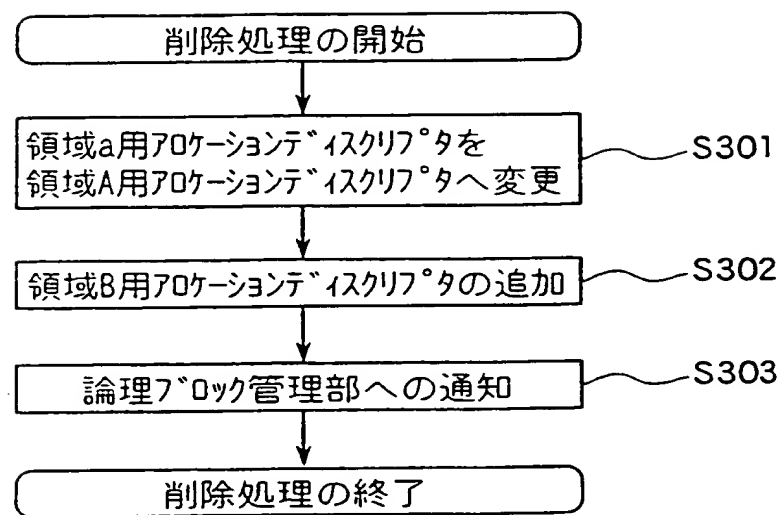 削除処理の開始
領域a用ｱﾛｹｰｼｮﾝﾃﾞｨｽｸﾘﾌﾟﾀを
領域A用ｱﾛｹｰｼｮﾝﾃﾞｨｽｸﾘﾌﾟﾀへ変更
S301
領域B用ｱﾛｹｰｼｮﾝﾃﾞｨｽｸﾘﾌﾟﾀの追加
S302
論理ﾌﾞﾛｯｸ管理部への通知
S303
削除処理の終了